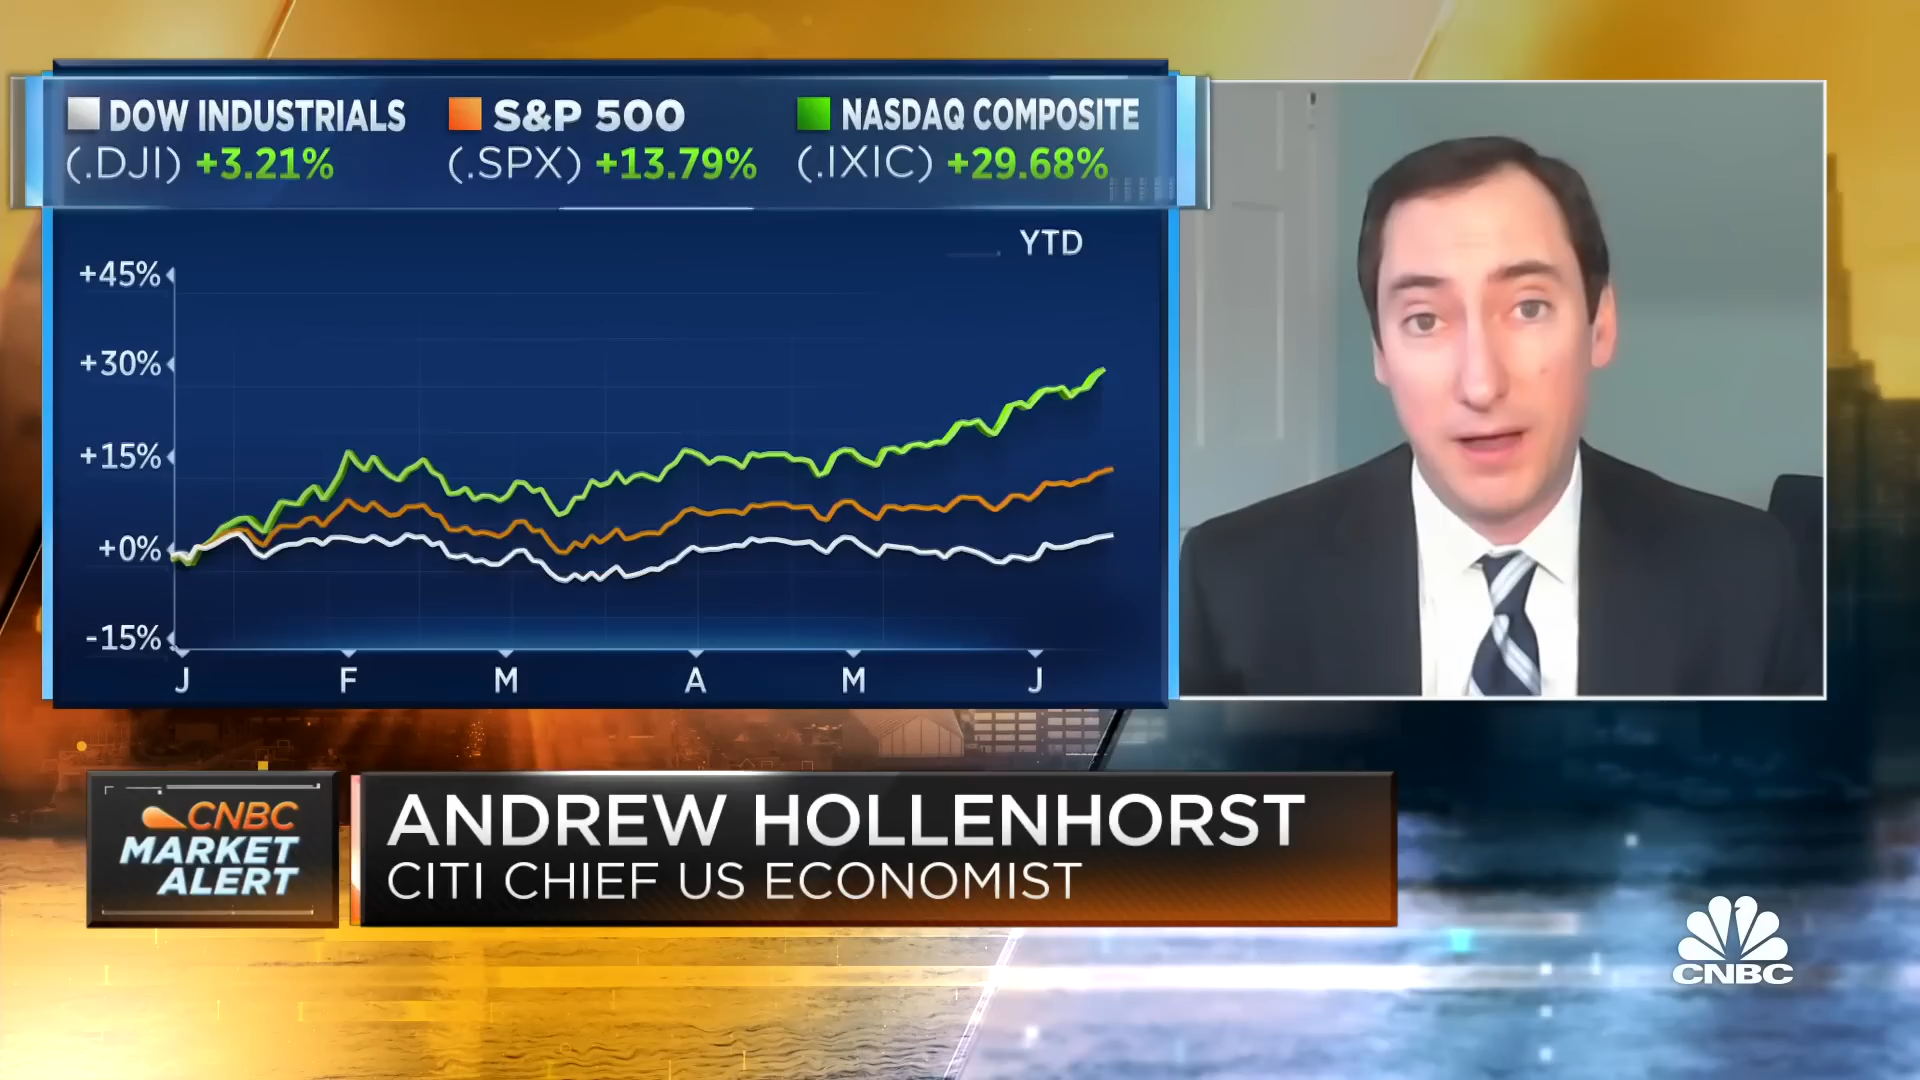 DOW INDUSTRIALS
(.DJI) +3.21%
S&P 500
(.SPX) +13.79%
NASDAQ COMPOSITE
(.IXIC) +29.68%
YTD
+45%
+30%
+15%
+0%
-15%
J F M A M J
CNBC
MARKET
ALERT
ANDREW HOLLENHORST
CITI CHIEF US ECONOMIST
CNBC